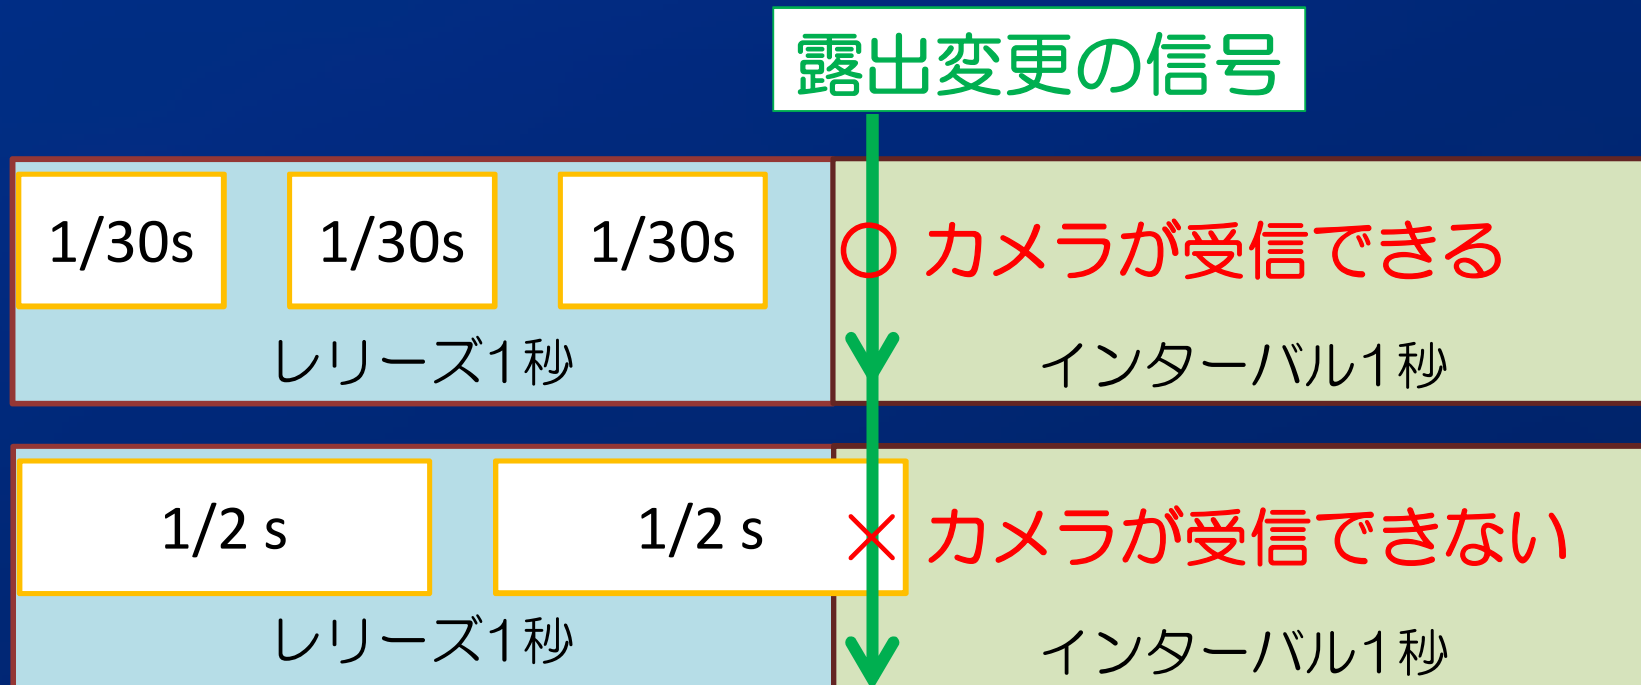 露出変更の信号
1/30s 1/30s 1/30s
カメラが受信できる
レリーズ1秒
インターバル1秒
1/2 s 1/2 s
カメラが受信できない
レリーズ1秒
インターバル1秒